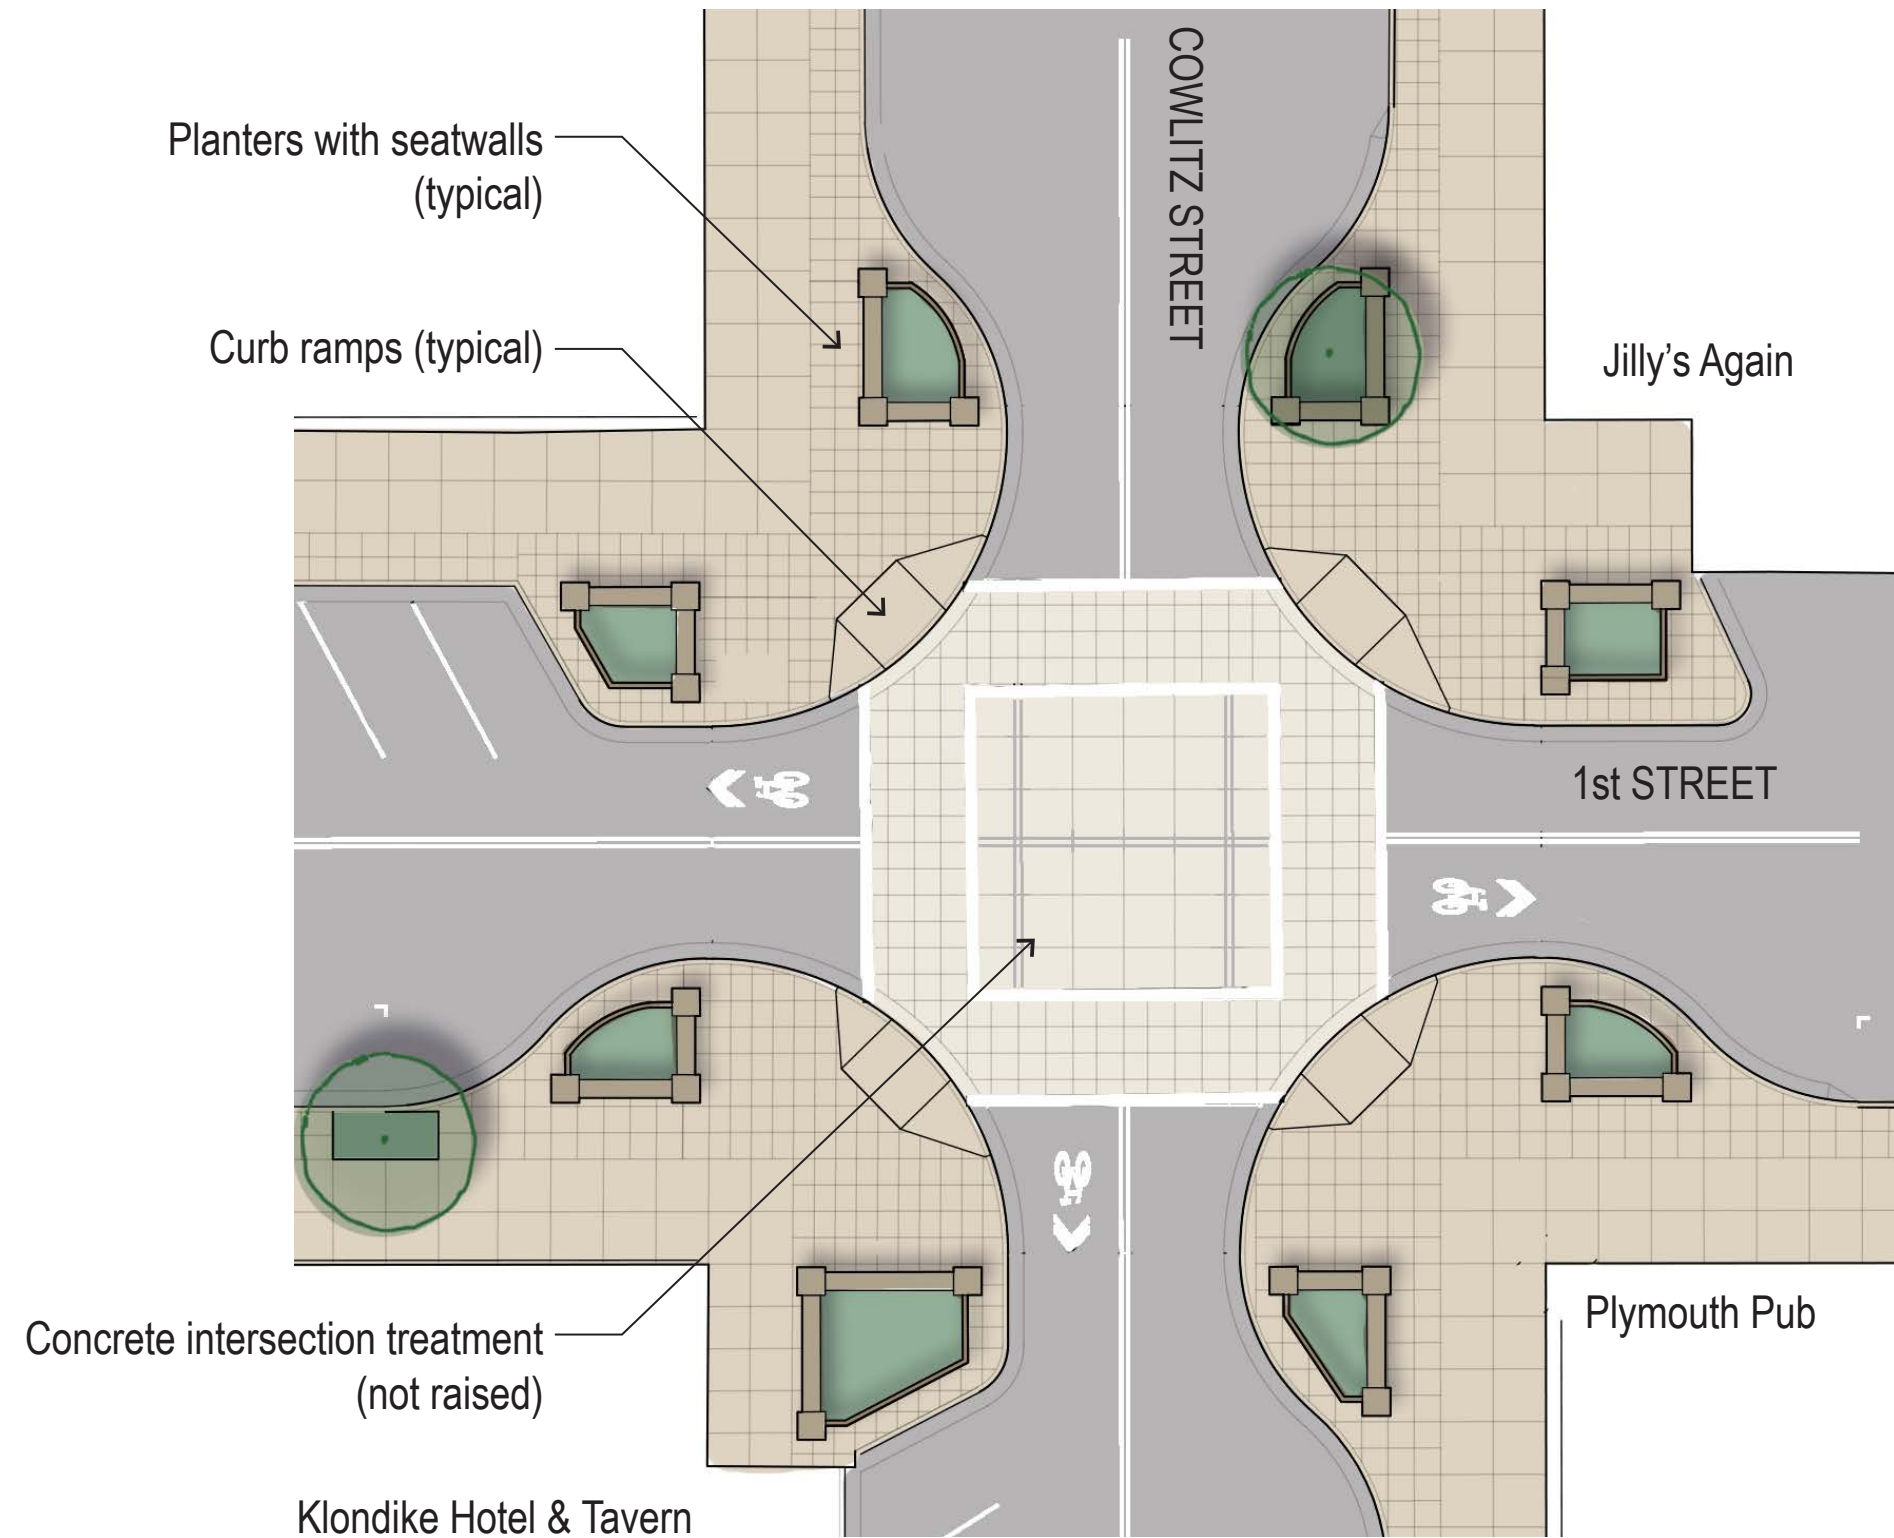 COWLITZ STREET
Planters with seatwalls
(typical)
Curb ramps (typical)
Jilly’s Again
1st STREET
Plymouth Pub
Concrete intersection treatment
(not raised)
Klondike Hotel & Tavern